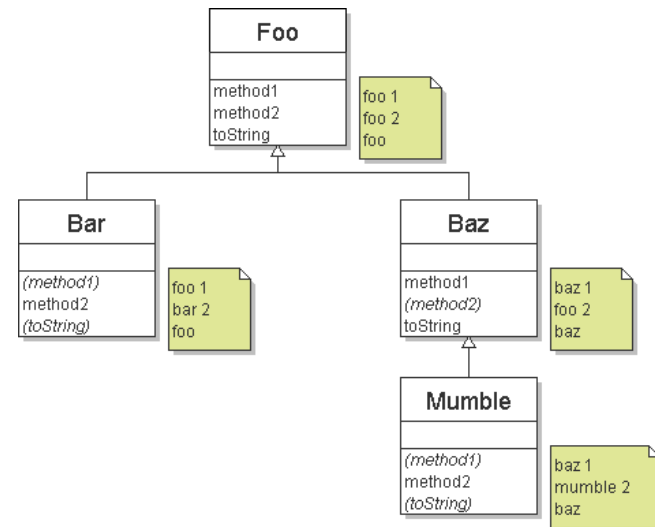 Foo
method1
method2
toString
foo 1
foo 2
foo
Bar
(method1)
method2
(toString)
foo 1
bar 2
foo
Baz
method1
(method2)
toString
baz 1
foo 2
baz
Mumble
(method1)
method2
(toString)
baz 1
mumble 2
baz